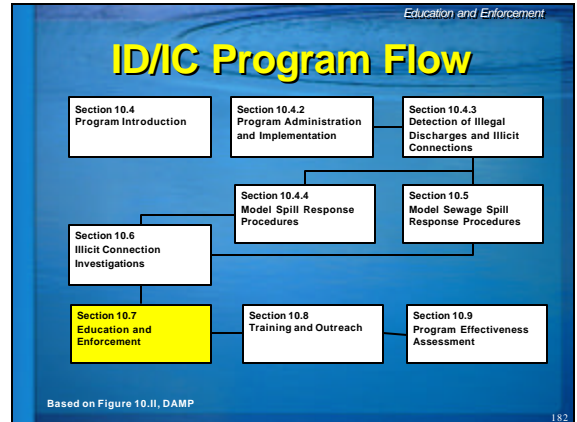 Education and Enforcement
ID/IC Program Flow
Section 10.4
Program Introduction
Section 10.4.2
Program Administration
and Implementation
Section 10.4.3
Detection of Illegal
Discharges and Illicit
Connections
Section 10.4.4
Model Spill Response
Procedures
Section 10.5
Model Sewage Spill
Response Procedures
Section 10.6
Illicit Connection
Investigations
Section 10.7
Education and
Enforcement
Section 10.8
Training and Outreach
Section 10.9
Program Effectiveness
Assessment
Based on Figure 10.II, DAMP
182